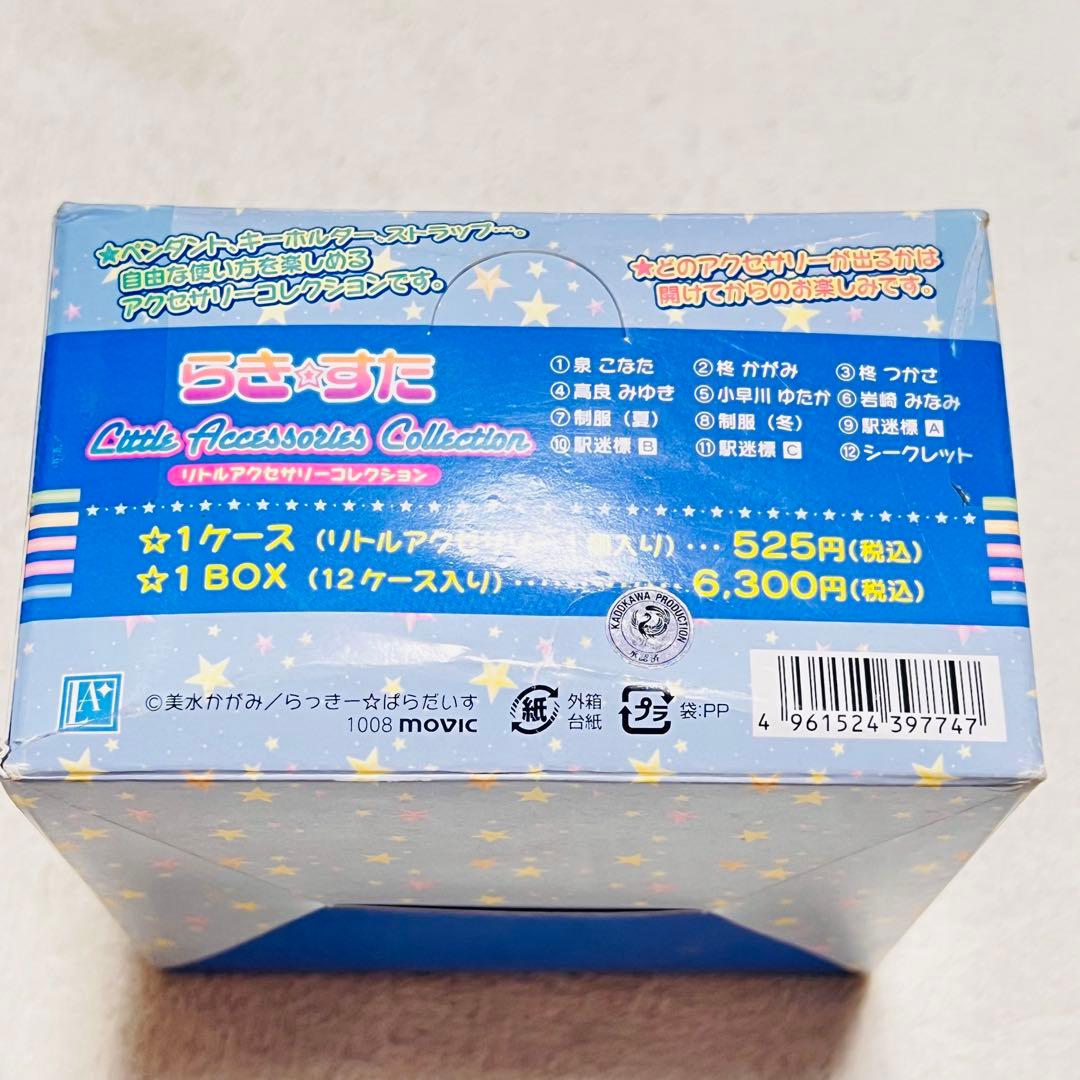 ★ペンダント、キーホルダー、ストラップ…。
自由な使い方を楽しめる
アクセサリーコレクションです。
★どのアクセサリーが出るかは
開けてからのお楽しみです。
らき☆すた
Little Accessories Collection
リトルアクセサリーコレクション
①泉 こなた ②柊 かがみ ③柊 つかさ
④高良 みゆき ⑤小早川 ゆたか ⑥岩崎 みなみ
⑦制服（夏） ⑧制服（冬） ⑨駅迷標 A
⑩駅迷標 B ⑪駅迷標 C ⑫シークレット
☆1ケース（リトルアクセサリー1個入り）… 525円（税込）
☆1 BOX（12ケース入り）…………… 6,300円（税込）
KADOKAWA PRODUCTION
A
©美水かがみ／らっきー☆ぱらだいす
1008 movic
紙 外箱
台紙
プラ 袋:PP
4 961524 397747